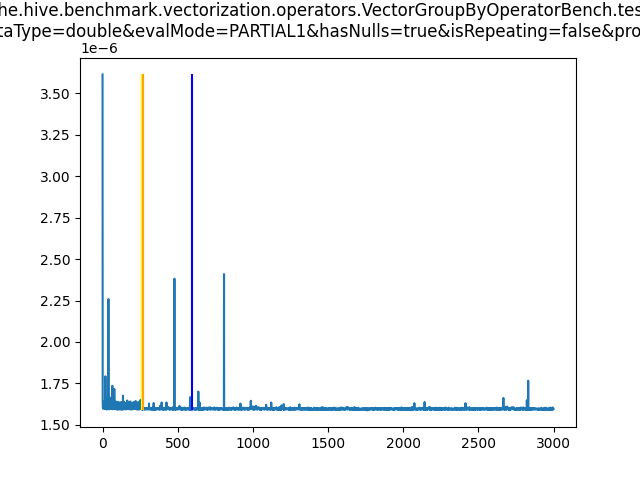 he.hive.benchmark.vectorization.operators.VectorGroupByOperatorBench.tes
taType=double&evalMode=PARTIAL1&hasNulls=true&isRepeating=false&pro
1e−6
3.50
3.25
3.00
2.75
2.50
2.25
2.00
1.75
1.50
0 500 1000 1500 2000 2500 3000